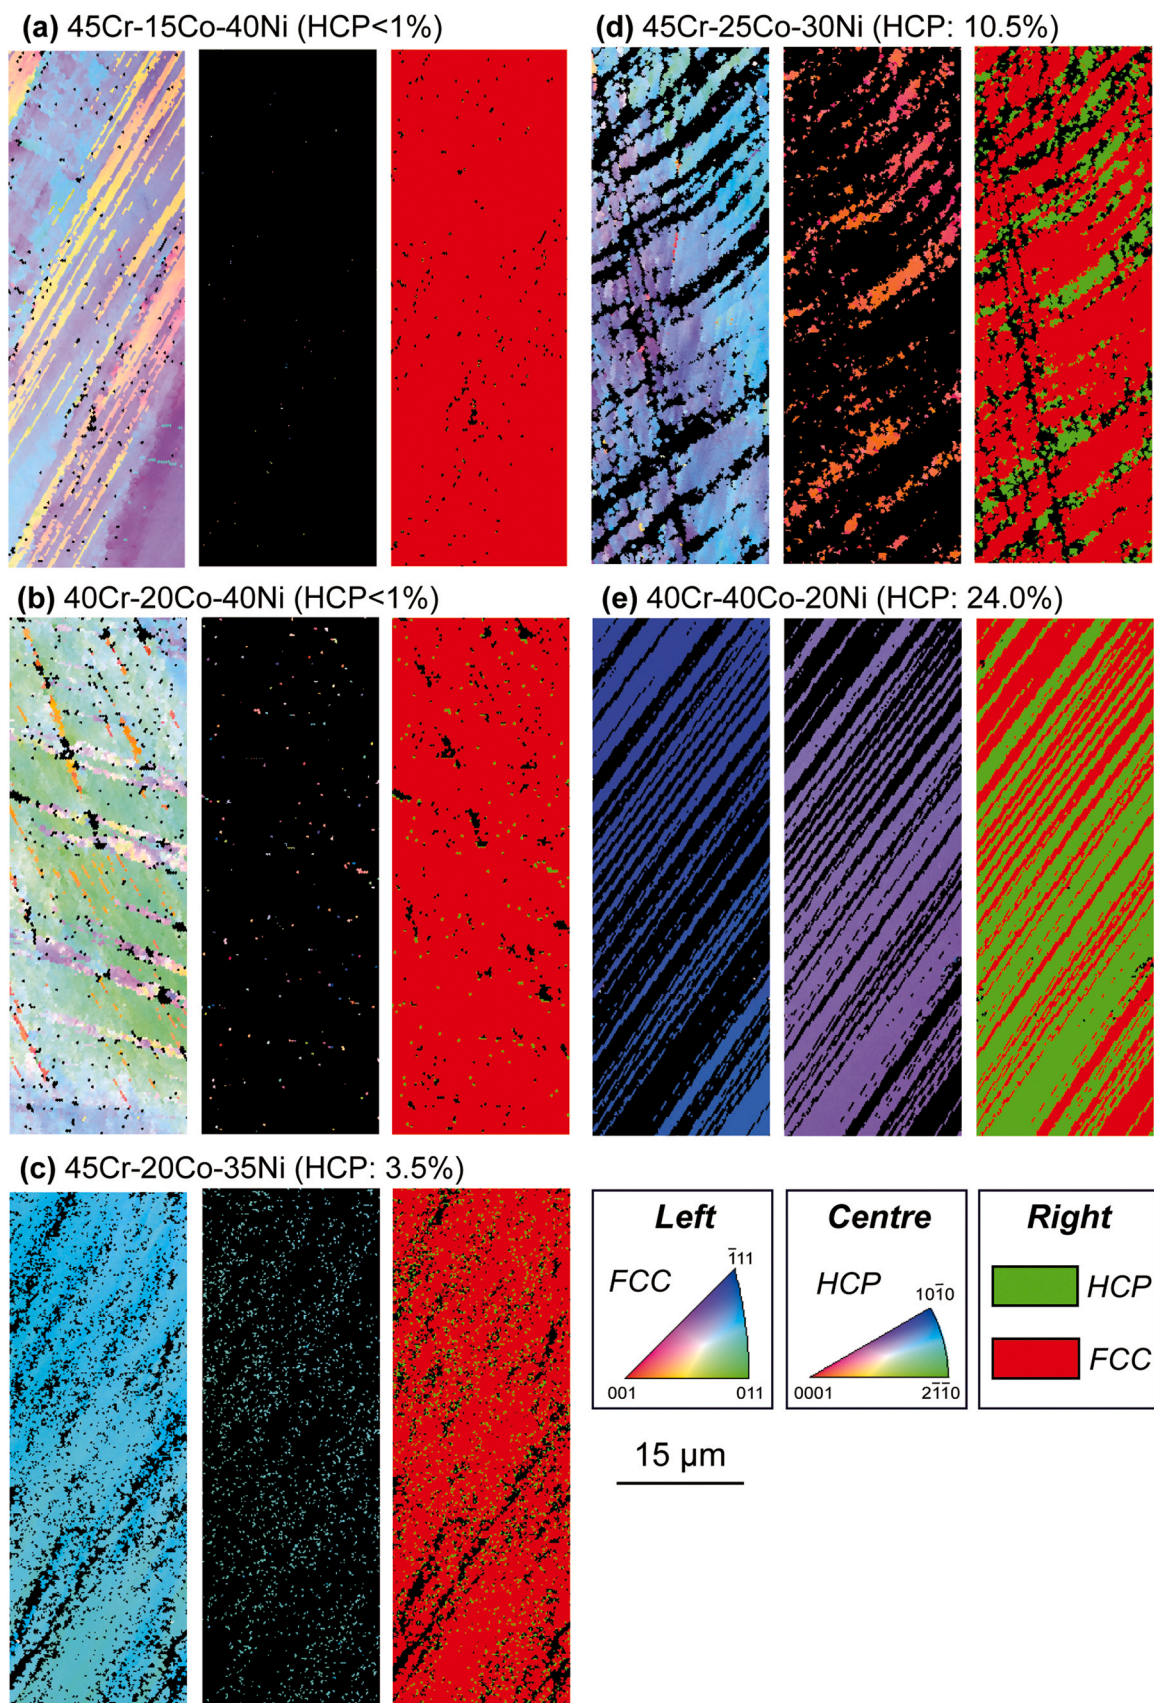 (a) 45Cr-15Co-40Ni (HCP<1%)
(d) 45Cr-25Co-30Ni (HCP: 10.5%)
(b) 40Cr-20Co-40Ni (HCP<1%)
(e) 40Cr-40Co-20Ni (HCP: 24.0%)
(c) 45Cr-20Co-35Ni (HCP: 3.5%)
Left
FCC
1̅11
001
011
Centre
HCP
101̅0
0001
21̅1̅0
Right
HCP
FCC
15 µm